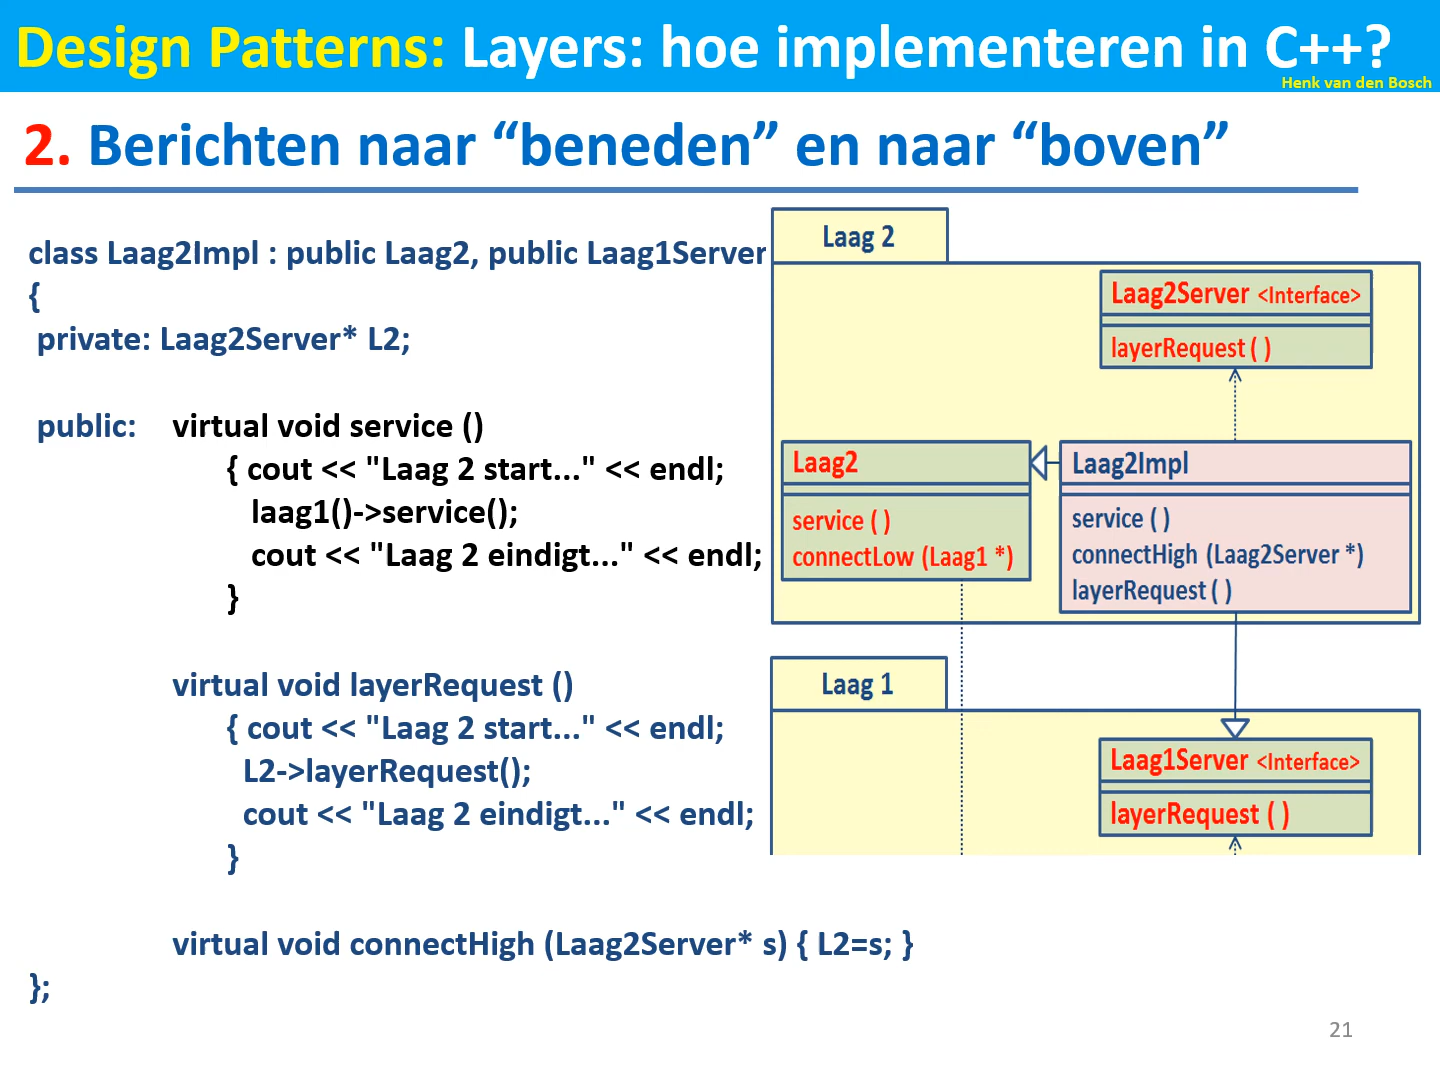 Design Patterns: Layers: hoe implementeren in C++?
Henk van den Bosch
2. Berichten naar “beneden” en naar “boven”
class Laag2Impl : public Laag2, public Laag1Server
{
private: Laag2Server* L2;
public: virtual void service ()
{ cout << "Laag 2 start..." << endl;
laag1()->service();
cout << "Laag 2 eindigt..." << endl;
}
virtual void layerRequest ()
{ cout << "Laag 2 start..." << endl;
L2->layerRequest();
cout << "Laag 2 eindigt..." << endl;
}
virtual void connectHigh (Laag2Server* s) { L2=s; }
};
Laag 2
Laag2Server <Interface>
layerRequest ( )
Laag2
service ( )
connectLow (Laag1 *)
Laag2Impl
service ( )
connectHigh (Laag2Server *)
layerRequest ( )
Laag 1
Laag1Server <Interface>
layerRequest ( )
21